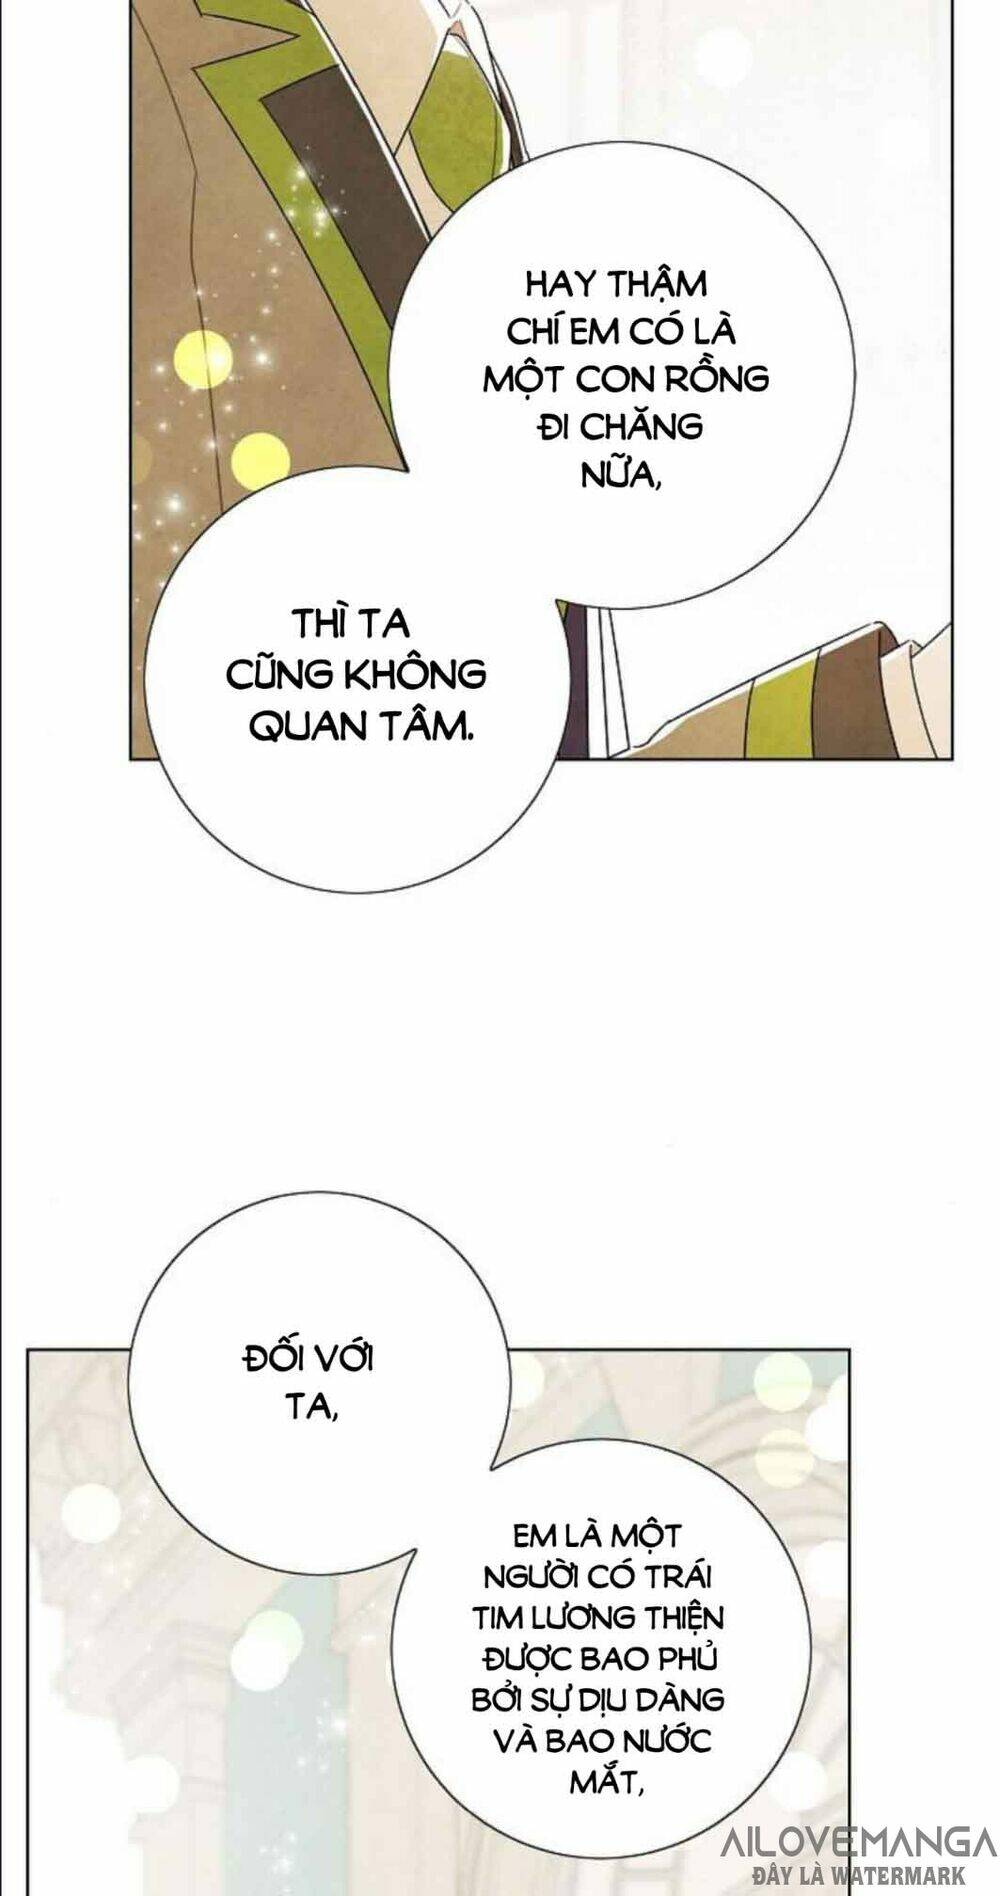 HAY THẬM
CHÍ EM CÓ LÀ
MỘT CON RỒNG
ĐI CHĂNG
NỮA,
THÌ TA
CŨNG KHÔNG
QUAN TÂM.
ĐỐI VỚI
TA,
EM LÀ MỘT
NGƯỜI CÓ TRÁI
TIM LƯƠNG THIỆN
ĐƯỢC BAO PHỦ
BỞI SỰ DỊU DÀNG
VÀ BAO NƯỚC
MẮT,
AILOVEMANGA
ĐÂY LÀ WATERMARK